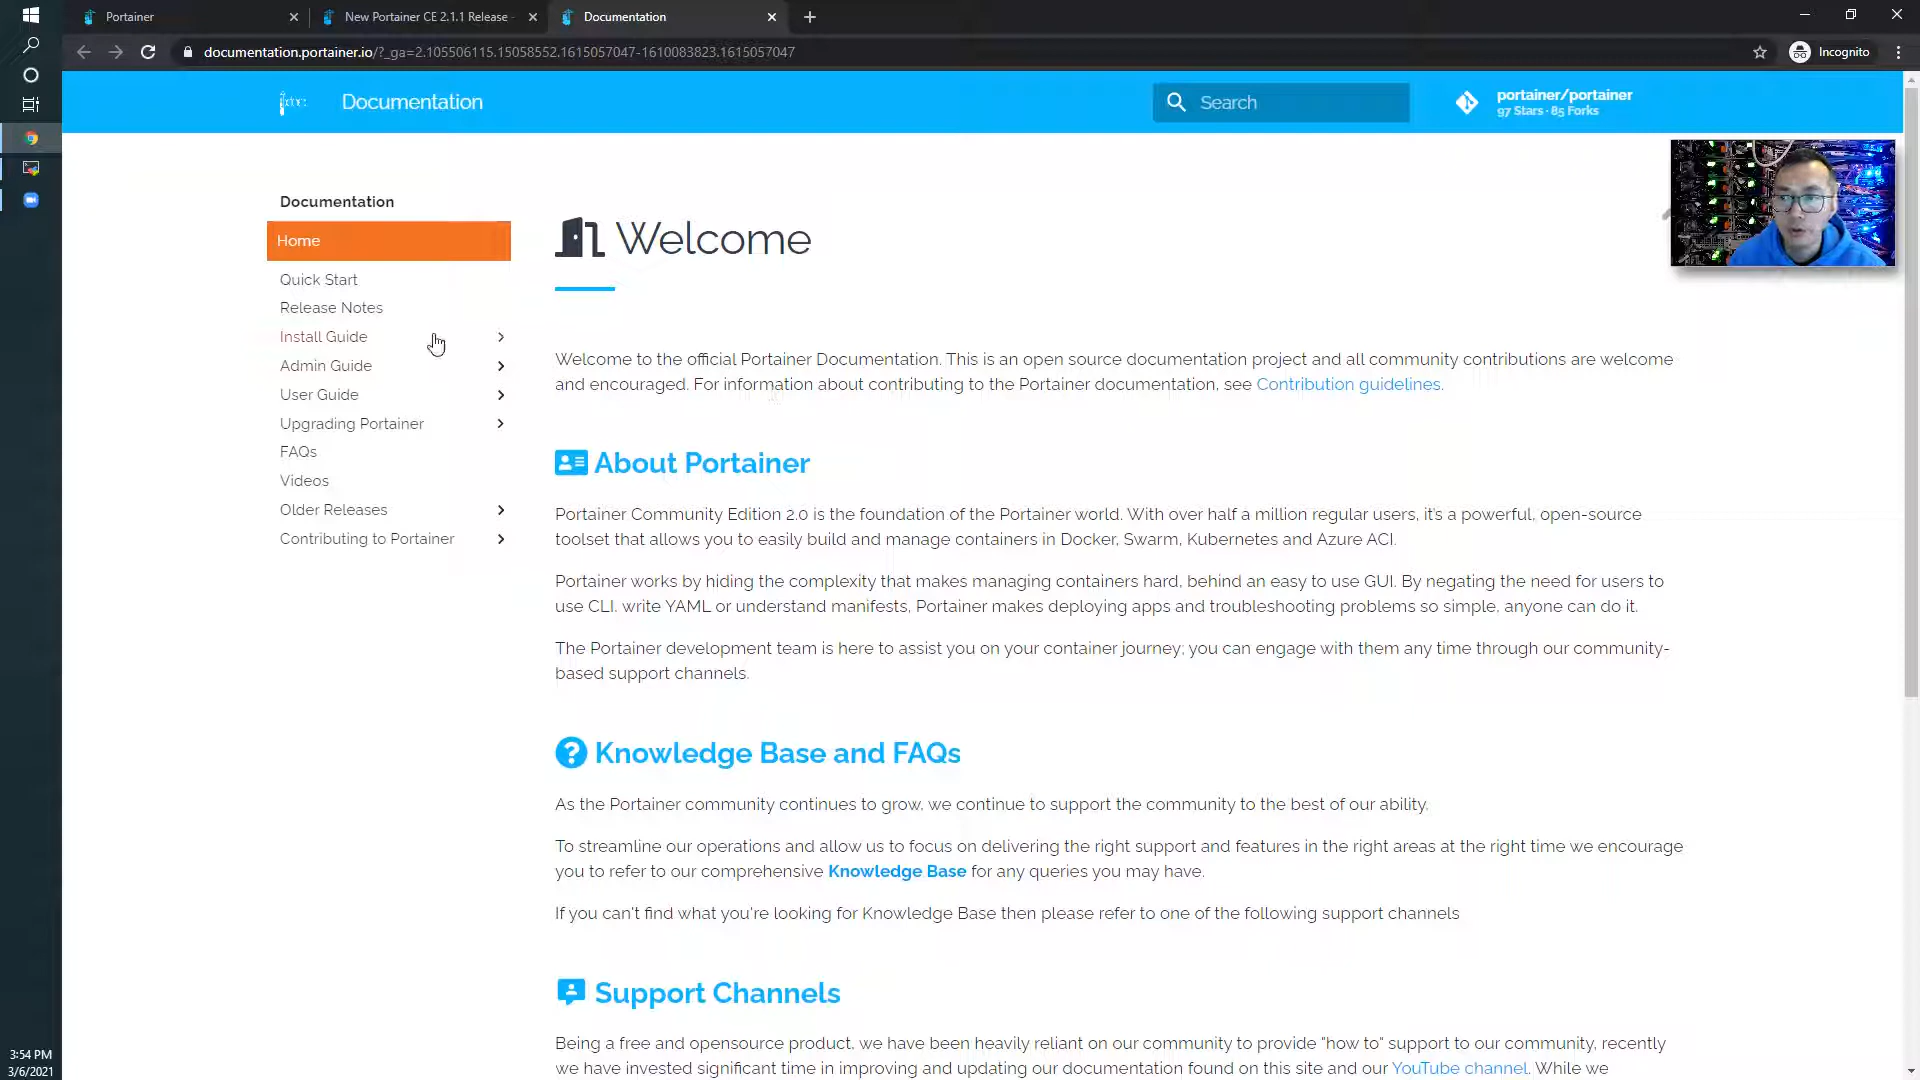 Portainer
New Portainer CE 2.1.1 Release
Documentation
documentation.portainer.io/?_ga=2.105506115.15058552.1615057047-1610083823.1615057047
Incognito
Documentation
Search
portainer/portainer
97 Stars · 85 Forks
Documentation
Home
Quick Start
Release Notes
Install Guide
Admin Guide
User Guide
Upgrading Portainer
FAQs
Videos
Older Releases
Contributing to Portainer
Welcome
Welcome to the official Portainer Documentation. This is an open source documentation project and all community contributions are welcome
and encouraged. For information about contributing to the Portainer documentation, see Contribution guidelines.
About Portainer
Portainer Community Edition 2.0 is the foundation of the Portainer world. With over half a million regular users, it's a powerful, open-source
toolset that allows you to easily build and manage containers in Docker, Swarm, Kubernetes and Azure ACI.
Portainer works by hiding the complexity that makes managing containers hard, behind an easy to use GUI. By negating the need for users to
use CLI, write YAML or understand manifests, Portainer makes deploying apps and troubleshooting problems so simple, anyone can do it.
The Portainer development team is here to assist you on your container journey; you can engage with them any time through our community-
based support channels.
Knowledge Base and FAQs
As the Portainer community continues to grow, we continue to support the community to the best of our ability.
To streamline our operations and allow us to focus on delivering the right support and features in the right areas at the right time we encourage
you to refer to our comprehensive Knowledge Base for any queries you may have.
If you can't find what you're looking for Knowledge Base then please refer to one of the following support channels
Support Channels
Being a free and opensource product, we have been heavily reliant on our community to provide "how to" support to our community, recently
we have invested significant time in improving and updating our documentation found on this site and our YouTube channel. While we
3:54 PM
3/6/2021